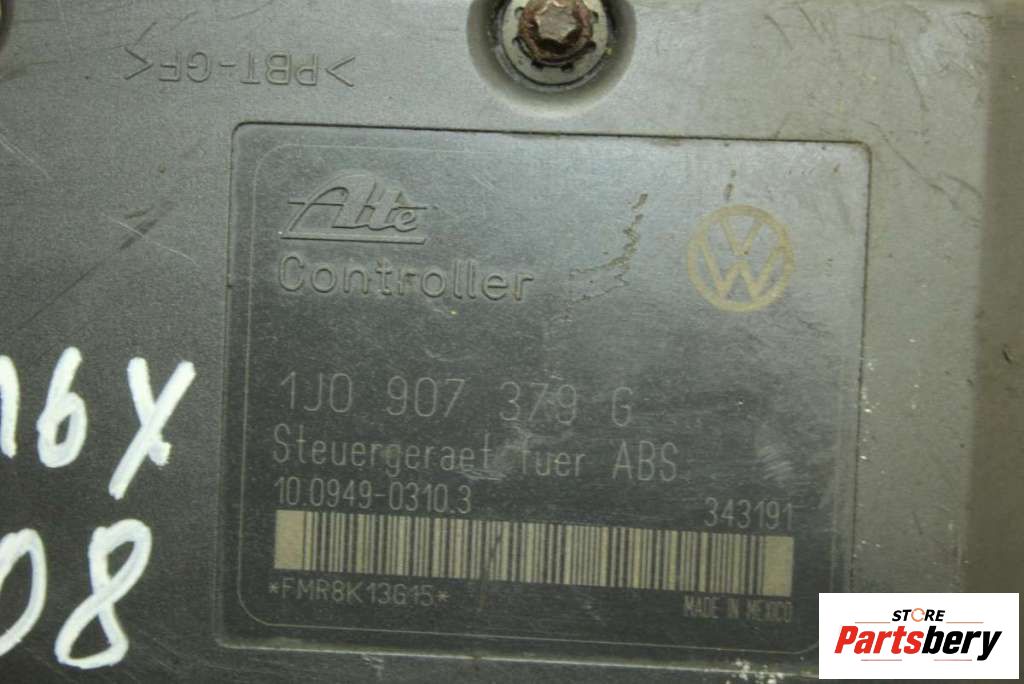 >PBT-GF<
Ate
Controller
1J0 907 379 G
Steuergeraet fuer ABS
10.0949-0310.3
343191
*FMR8K13G15*
MADE IN MEXICO
16X
08
STORE
Partsbery